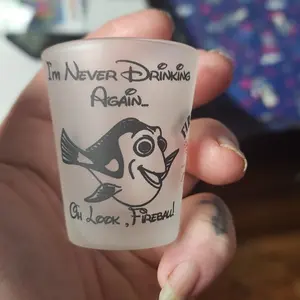 I'm Never Drinking
Again...
Oh Look, Fireball!